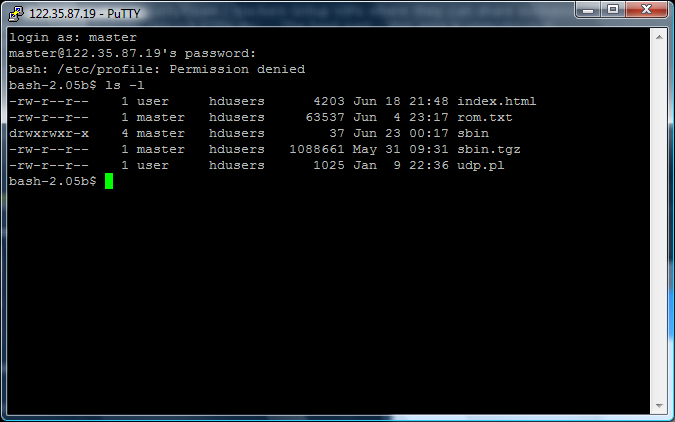 122.35.87.19 - PuTTY
login as: master
master@122.35.87.19's password:
bash: /etc/profile: Permission denied
bash-2.05b$ ls -l
-rw-r--r--    1 user     hdusers      4203 Jun 18 21:48 index.html
-rw-r--r--    1 master   hdusers     63537 Jun  4 23:17 rom.txt
drwxrwxr-x    4 master   hdusers        37 Jun 23 00:17 sbin
-rw-r--r--    1 master   hdusers   1088661 May 31 09:31 sbin.tgz
-rw-r--r--    1 user     hdusers      1025 Jan  9 22:36 udp.pl
bash-2.05b$